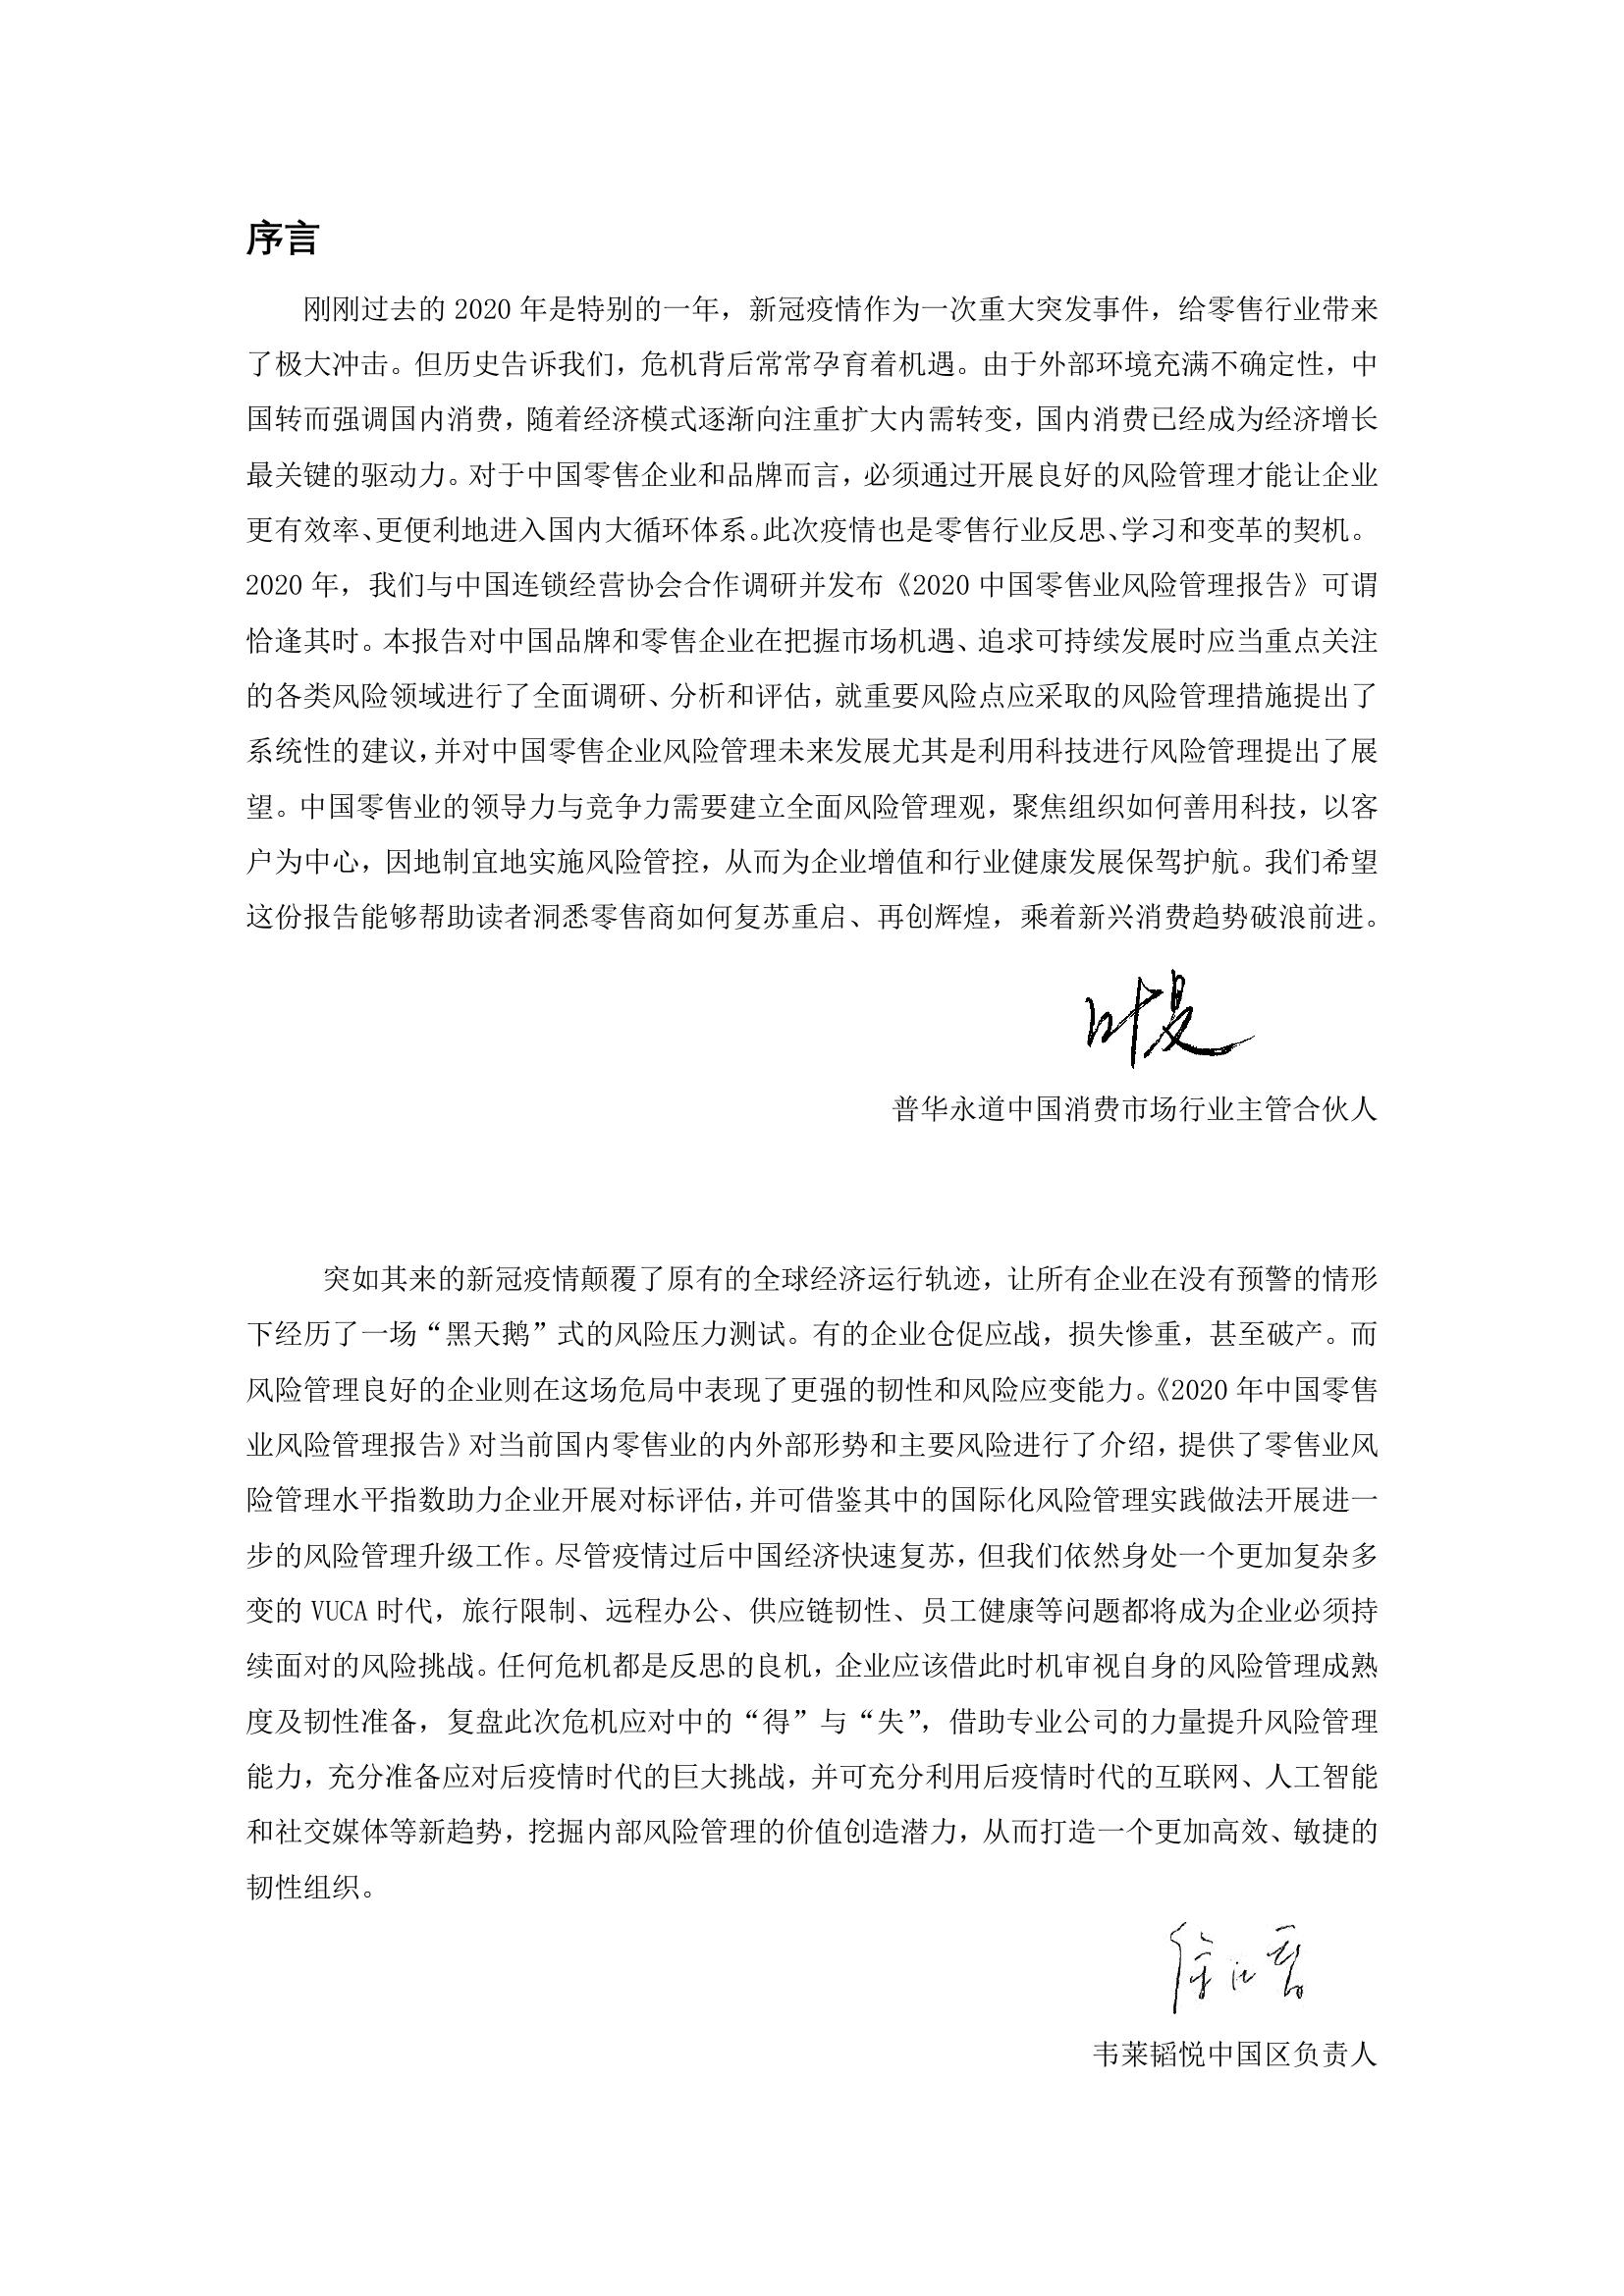 序言
刚刚过去的 2020 年是特别的一年，新冠疫情作为一次重大突发事件，给零售行业带来
了极大冲击。但历史告诉我们，危机背后常常孕育着机遇。由于外部环境充满不确定性，中
国转而强调国内消费，随着经济模式逐渐向注重扩大内需转变，国内消费已经成为经济增长
最关键的驱动力。对于中国零售企业和品牌而言，必须通过开展良好的风险管理才能让企业
更有效率、更便利地进入国内大循环体系。此次疫情也是零售行业反思、学习和变革的契机。
2020 年，我们与中国连锁经营协会合作调研并发布《2020 中国零售业风险管理报告》可谓
恰逢其时。本报告对中国品牌和零售企业在把握市场机遇、追求可持续发展时应当重点关注
的各类风险领域进行了全面调研、分析和评估，就重要风险点应采取的风险管理措施提出了
系统性的建议，并对中国零售企业风险管理未来发展尤其是利用科技进行风险管理提出了展
望。中国零售业的领导力与竞争力需要建立全面风险管理观，聚焦组织如何善用科技，以客
户为中心，因地制宜地实施风险管控，从而为企业增值和行业健康发展保驾护航。我们希望
这份报告能够帮助读者洞悉零售商如何复苏重启、再创辉煌，乘着新兴消费趋势破浪前进。
普华永道中国消费市场行业主管合伙人
突如其来的新冠疫情颠覆了原有的全球经济运行轨迹，让所有企业在没有预警的情形
下经历了一场“黑天鹅”式的风险压力测试。有的企业仓促应战，损失惨重，甚至破产。而
风险管理良好的企业则在这场危局中表现了更强的韧性和风险应变能力。《2020 年中国零售
业风险管理报告》对当前国内零售业的内外部形势和主要风险进行了介绍，提供了零售业风
险管理水平指数助力企业开展对标评估，并可借鉴其中的国际化风险管理实践做法开展进一
步的风险管理升级工作。尽管疫情过后中国经济快速复苏，但我们依然身处一个更加复杂多
变的 VUCA 时代，旅行限制、远程办公、供应链韧性、员工健康等问题都将成为企业必须持
续面对的风险挑战。任何危机都是反思的良机，企业应该借此时机审视自身的风险管理成熟
度及韧性准备，复盘此次危机应对中的“得”与“失”，借助专业公司的力量提升风险管理
能力，充分准备应对后疫情时代的巨大挑战，并可充分利用后疫情时代的互联网、人工智能
和社交媒体等新趋势，挖掘内部风险管理的价值创造潜力，从而打造一个更加高效、敏捷的
韧性组织。
韦莱韬悦中国区负责人